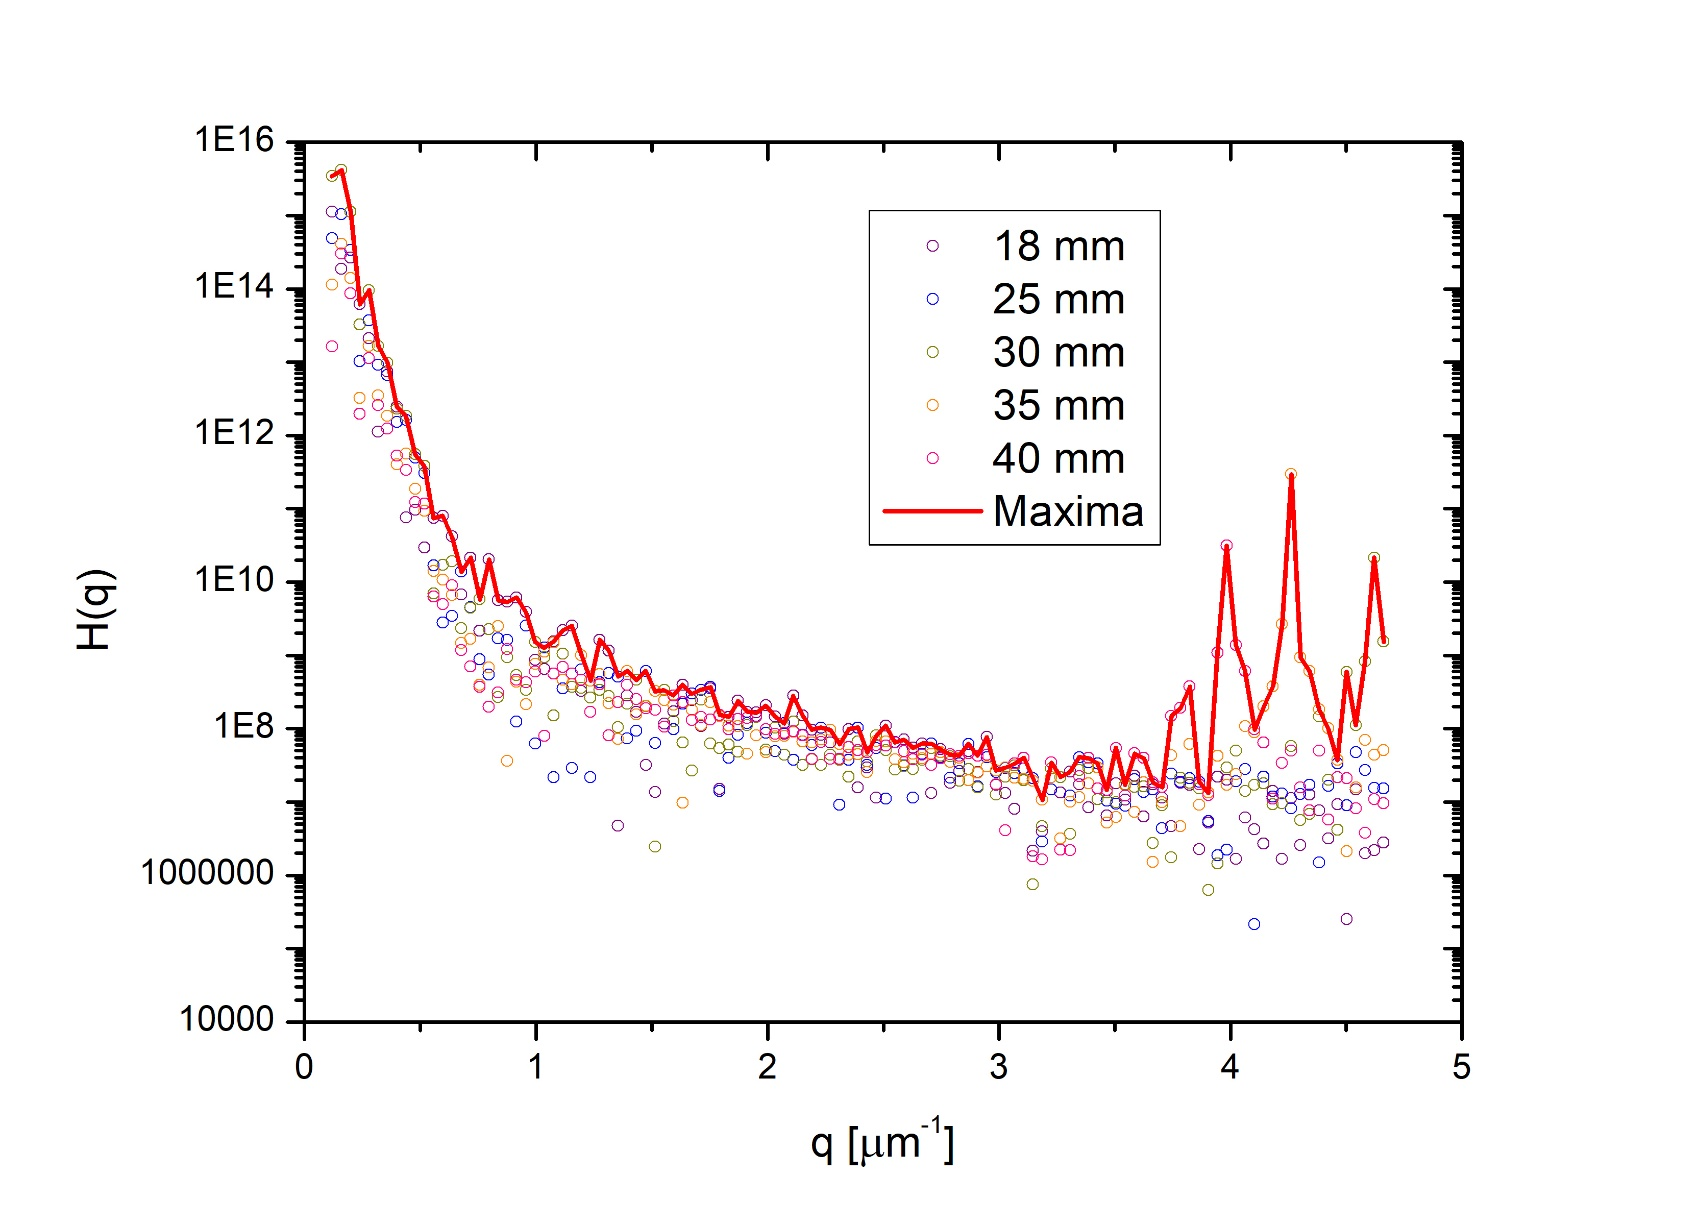 1E16
1E14
1E12
1E10
1E8
1000000
10000
H(q)
18 mm
25 mm
30 mm
35 mm
40 mm
Maxima
0 1 2 3 4 5
q [μm⁻¹]